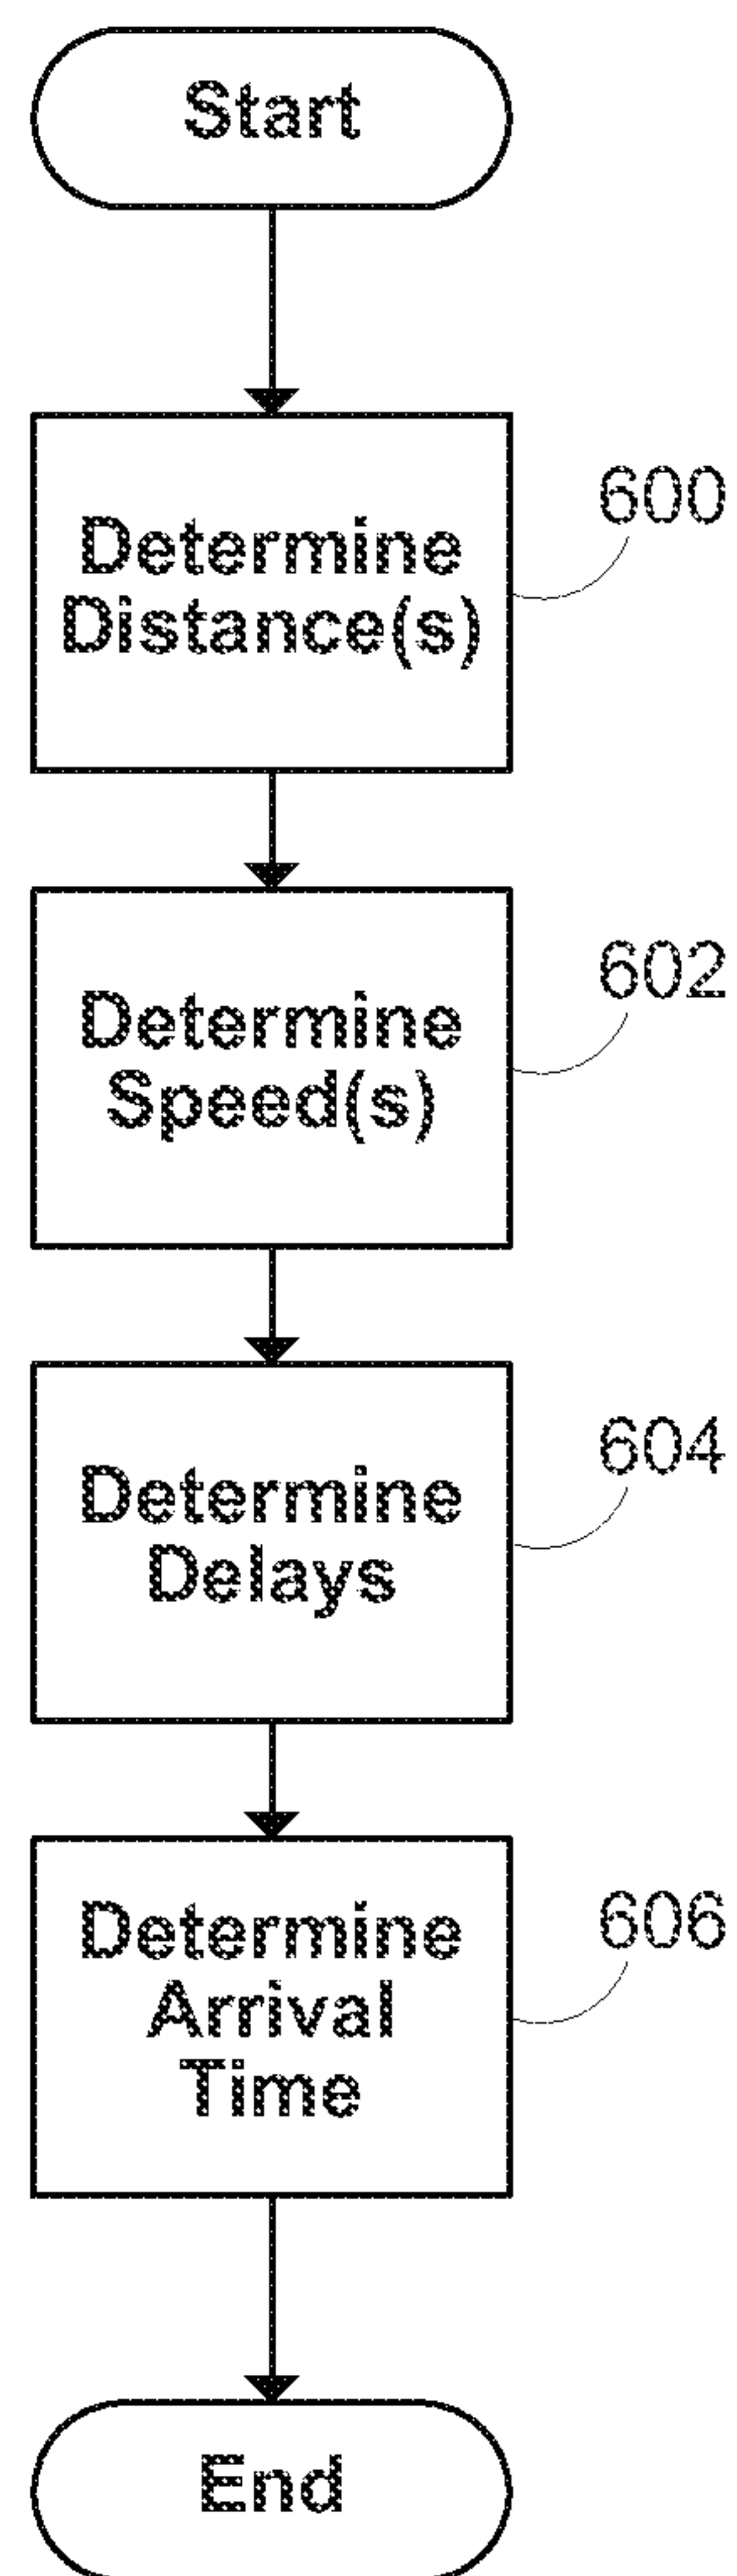 Start
600
Determine
Distance(s)
602
Determine
Speed(s)
604
Determine
Delays
606
Determine
Arrival
Time
End